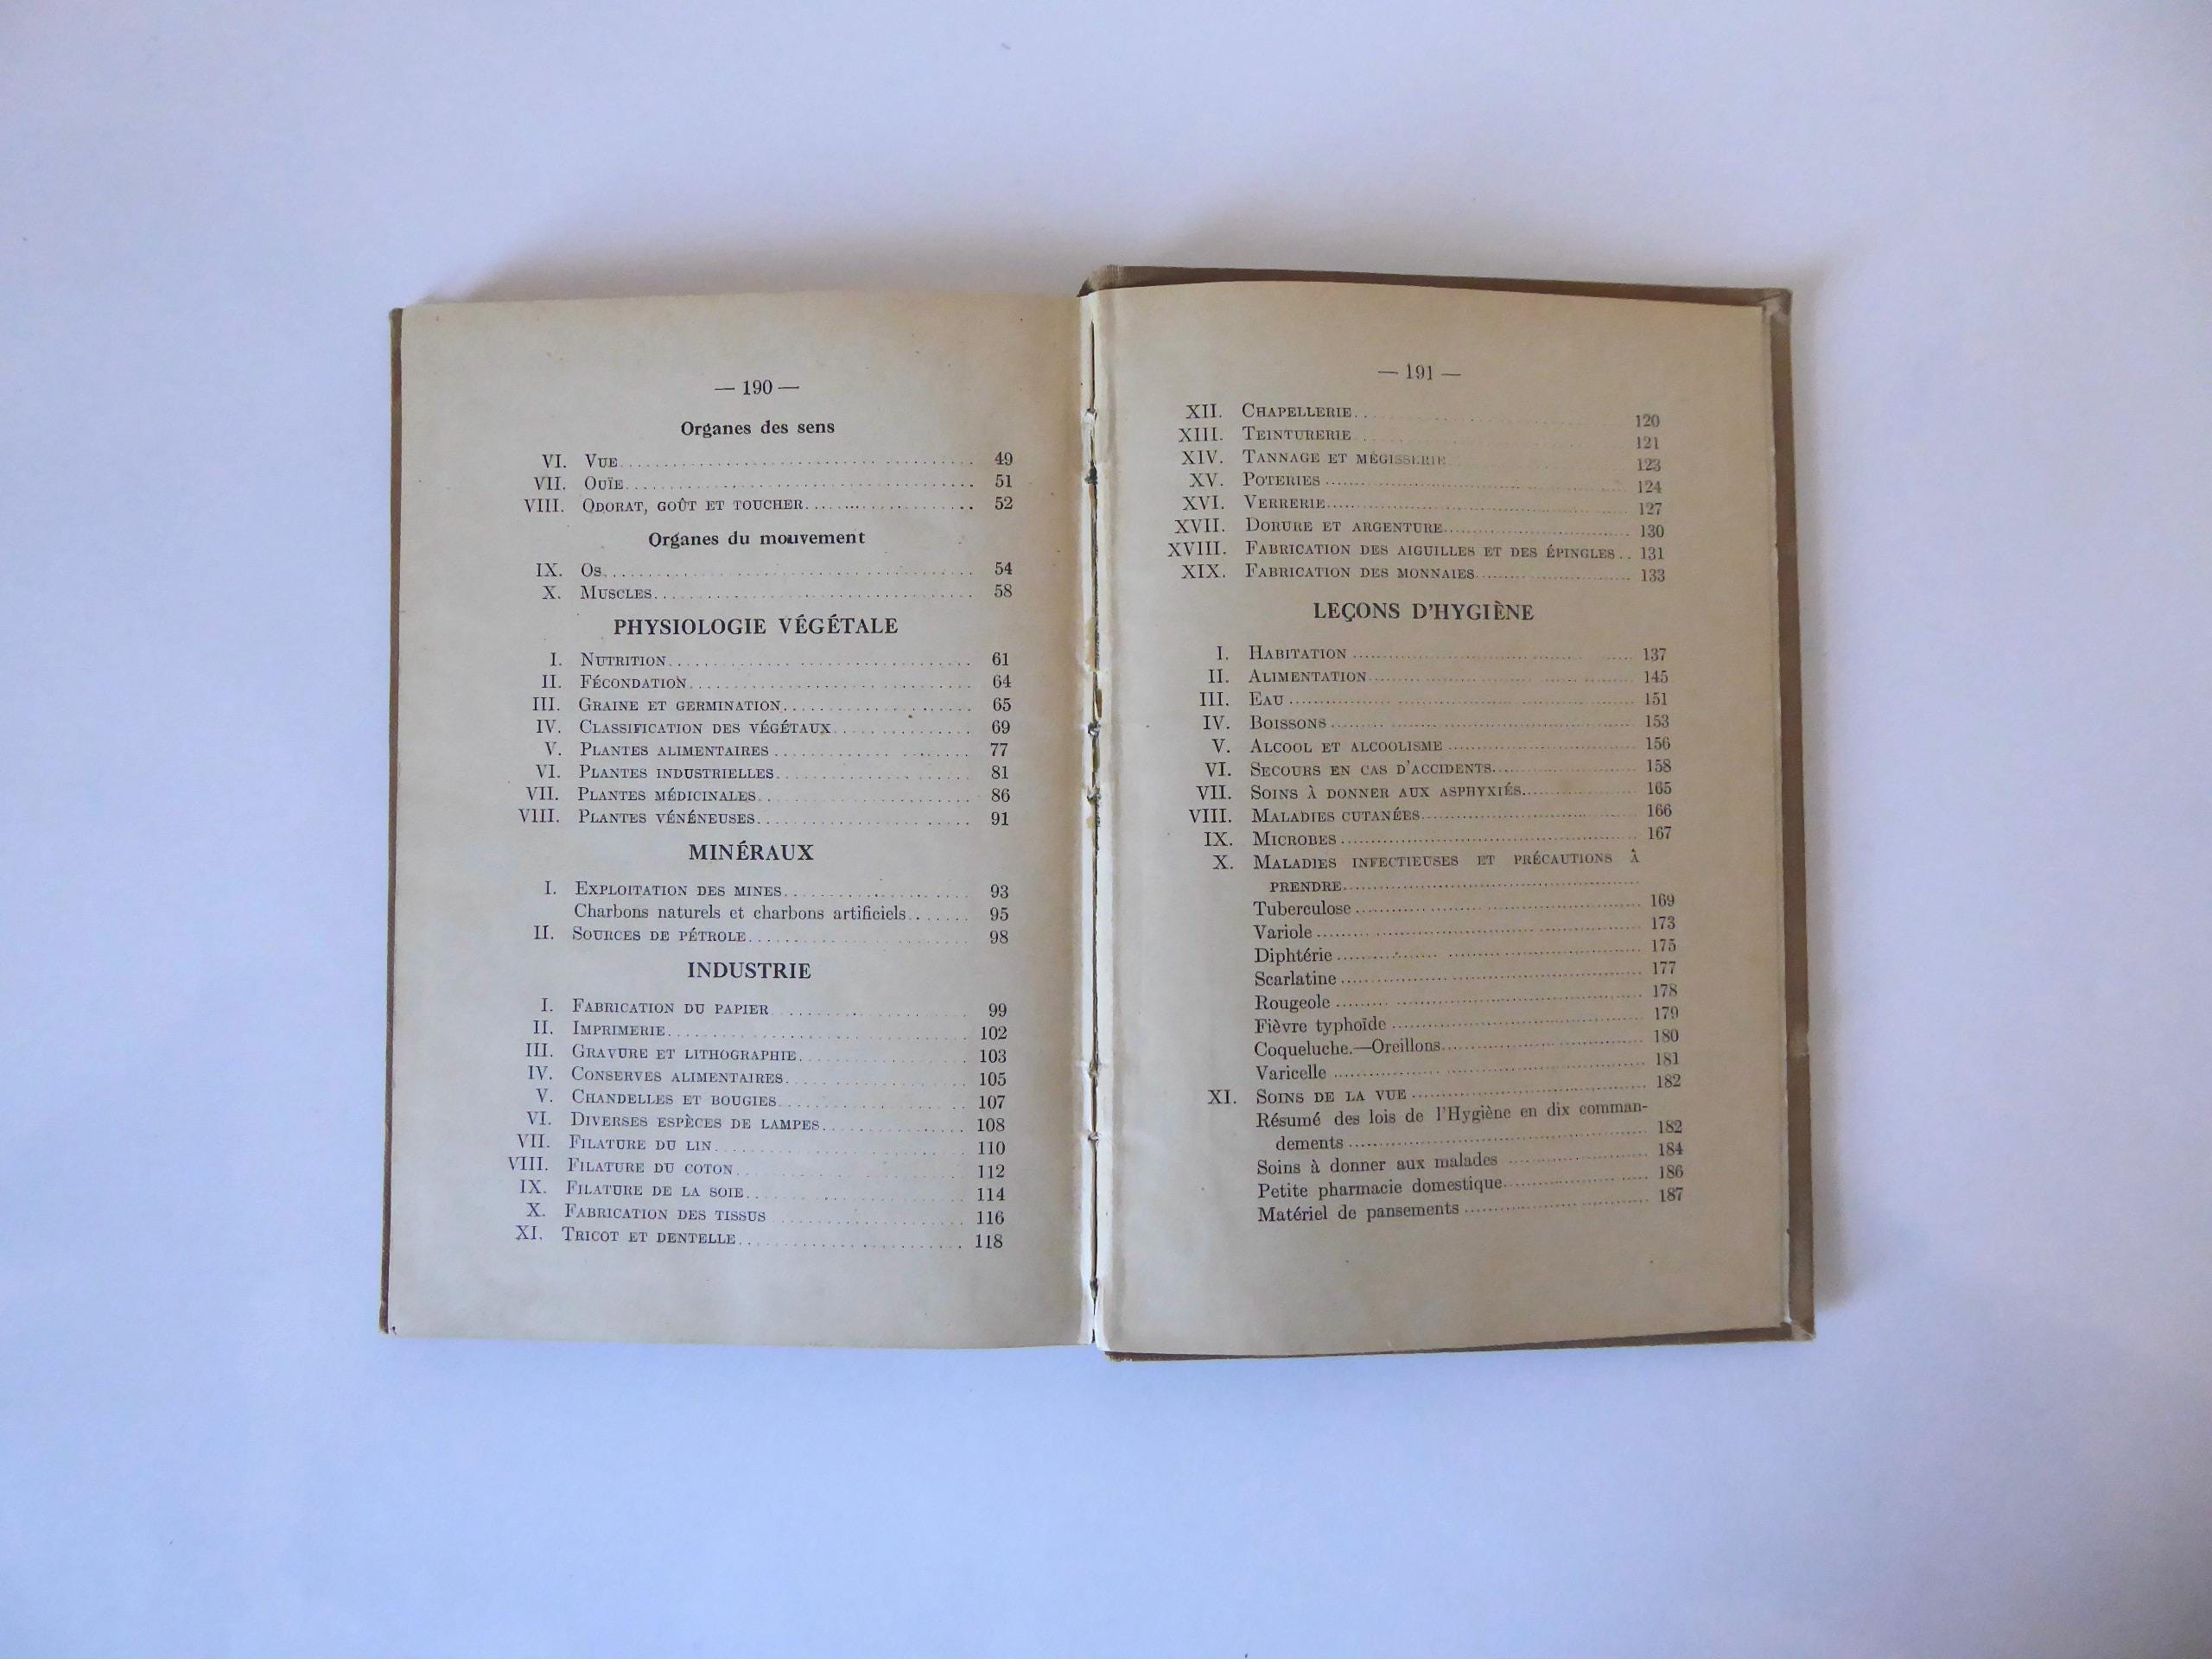 — 190 —
Organes des sens
VI. VUE.......... 49
VII. OUÏE.......... 51
VIII. ODORAT, GOÛT ET TOUCHER.......... 52
Organes du mouvement
IX. OS.......... 54
X. MUSCLES.......... 58
PHYSIOLOGIE VÉGÉTALE
I. NUTRITION.......... 61
II. FÉCONDATION.......... 64
III. GRAINE ET GERMINATION.......... 65
IV. CLASSIFICATION DES VÉGÉTAUX.......... 69
V. PLANTES ALIMENTAIRES.......... 77
VI. PLANTES INDUSTRIELLES.......... 81
VII. PLANTES MÉDICINALES.......... 86
VIII. PLANTES VÉNÉNEUSES.......... 91
MINÉRAUX
I. EXPLOITATION DES MINES.......... 93
Charbons naturels et charbons artificiels....... 95
II. SOURCES DE PÉTROLE.......... 98
INDUSTRIE
I. FABRICATION DU PAPIER.......... 99
II. IMPRIMERIE.......... 102
III. GRAVURE ET LITHOGRAPHIE.......... 103
IV. CONSERVES ALIMENTAIRES.......... 105
V. CHANDELLES ET BOUGIES.......... 107
VI. DIVERSES ESPÈCES DE LAMPES.......... 108
VII. FILATURE DU LIN.......... 110
VIII. FILATURE DU COTON.......... 112
IX. FILATURE DE LA SOIE.......... 114
X. FABRICATION DES TISSUS.......... 116
XI. TRICOT ET DENTELLE.......... 118
— 191 —
XII. CHAPELLERIE.......... 120
XIII. TEINTURERIE.......... 121
XIV. TANNAGE ET MÉGISSERIE.......... 123
XV. POTERIES.......... 124
XVI. VERRERIE.......... 127
XVII. DORURE ET ARGENTURE.......... 130
XVIII. FABRICATION DES AIGUILLES ET DES ÉPINGLES.. 131
XIX. FABRICATION DES MONNAIES.......... 133
LEÇONS D'HYGIÈNE
I. HABITATION.......... 137
II. ALIMENTATION.......... 145
III. EAU.......... 151
IV. BOISSONS.......... 153
V. ALCOOL ET ALCOOLISME.......... 156
VI. SECOURS EN CAS D'ACCIDENTS.......... 158
VII. SOINS À DONNER AUX ASPHYXIÉS.......... 165
VIII. MALADIES CUTANÉES.......... 166
IX. MICROBES.......... 167
X. MALADIES INFECTIEUSES ET PRÉCAUTIONS À
PRENDRE..........
Tuberculose.......... 169
Variole.......... 173
Diphtérie.......... 175
Scarlatine.......... 177
Rougeole.......... 178
Fièvre typhoïde.......... 179
Coqueluche.—Oreillons.......... 180
Varicelle.......... 181
XI. SOINS DE LA VUE.......... 182
Résumé des lois de l'Hygiène en dix comman-
dements.......... 182
Soins à donner aux malades.......... 184
Petite pharmacie domestique.......... 186
Matériel de pansements.......... 187